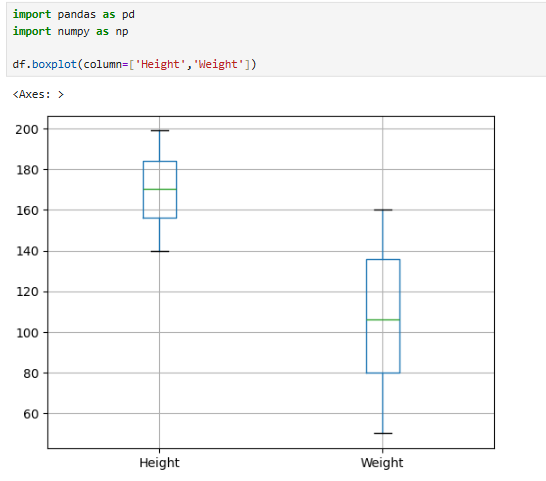 import pandas as pd
import numpy as np
df.boxplot(column=['Height','Weight'])
<Axes: >
200
180
160
140
120
100
80
60
Height Weight